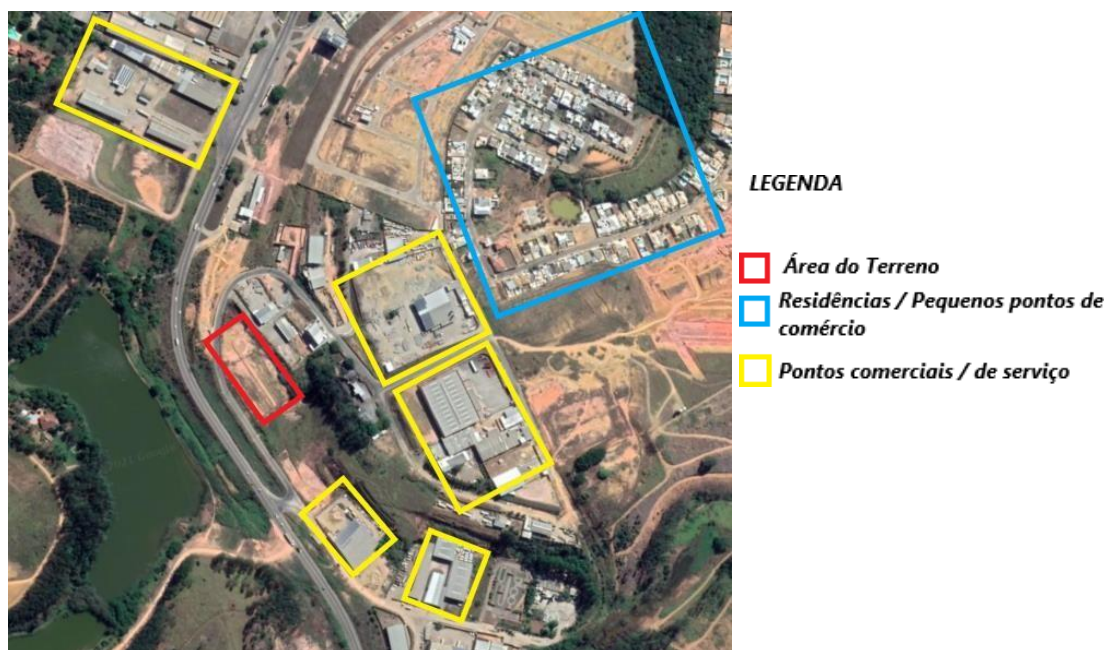 LEGENDA
Área do Terreno
Residências / Pequenos pontos de
comércio
Pontos comerciais / de serviço